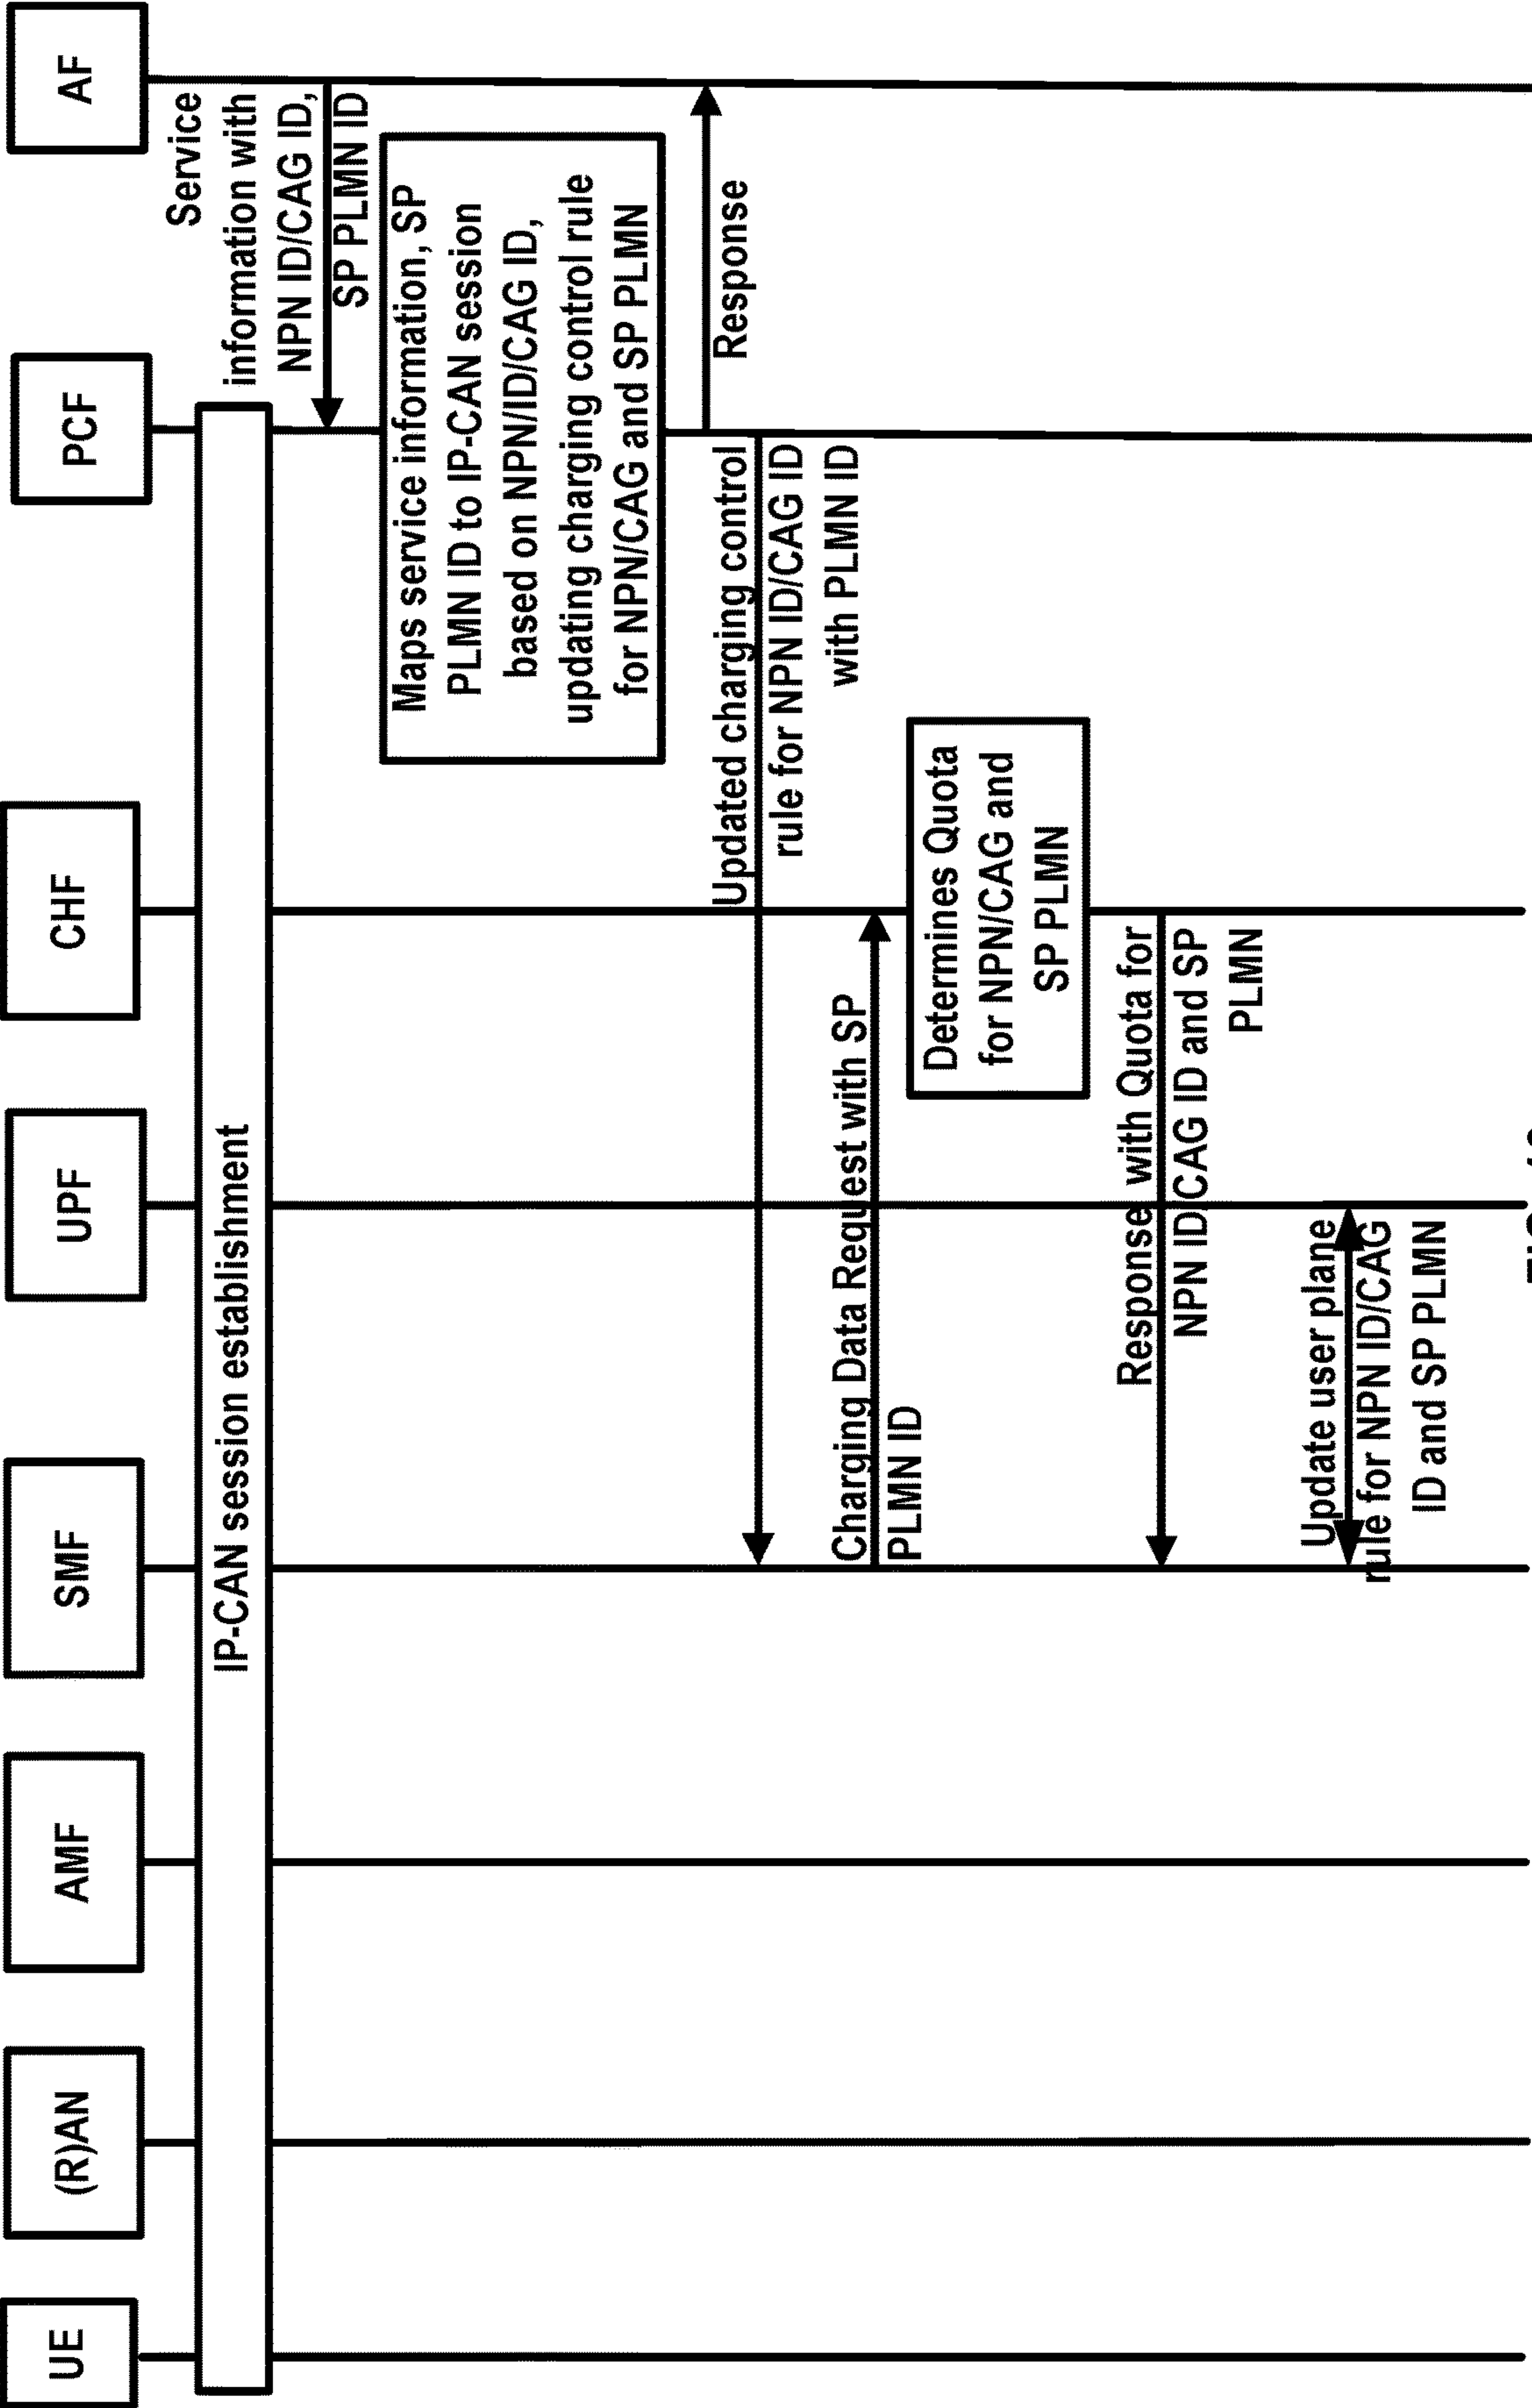 UE
(R)AN
AMF
SMF
UPF
CHF
PCF
AF
IP-CAN session establishment
Service
information with
NPN ID/CAG ID,
SP PLMN ID
Maps service information, SP
PLMN ID to IP-CAN session
based on NPN/ID/CAG ID,
updating charging control rule
for NPN/CAG and SP PLMN
Response
Updated charging control
rule for NPN ID/CAG ID
with PLMN ID
Charging Data Request with SP
PLMN ID
Determines Quota
for NPN/CAG and
SP PLMN
Response with Quota for
NPN ID/CAG ID and SP
PLMN
Update user plane
rule for NPN ID/CAG
ID and SP PLMN